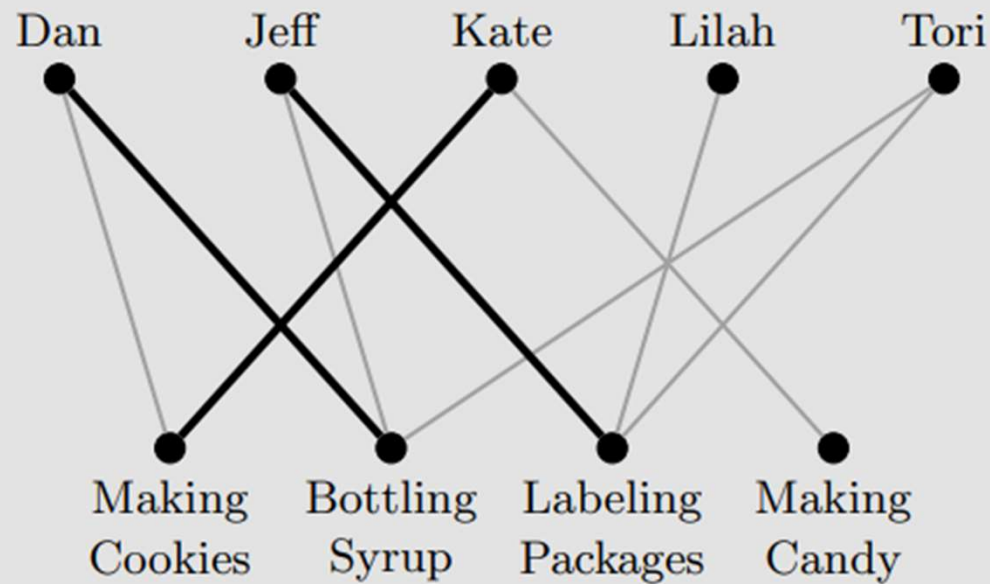 Dan Jeff Kate Lilah Tori
Making Bottling Labeling Making
Cookies Syrup Packages Candy